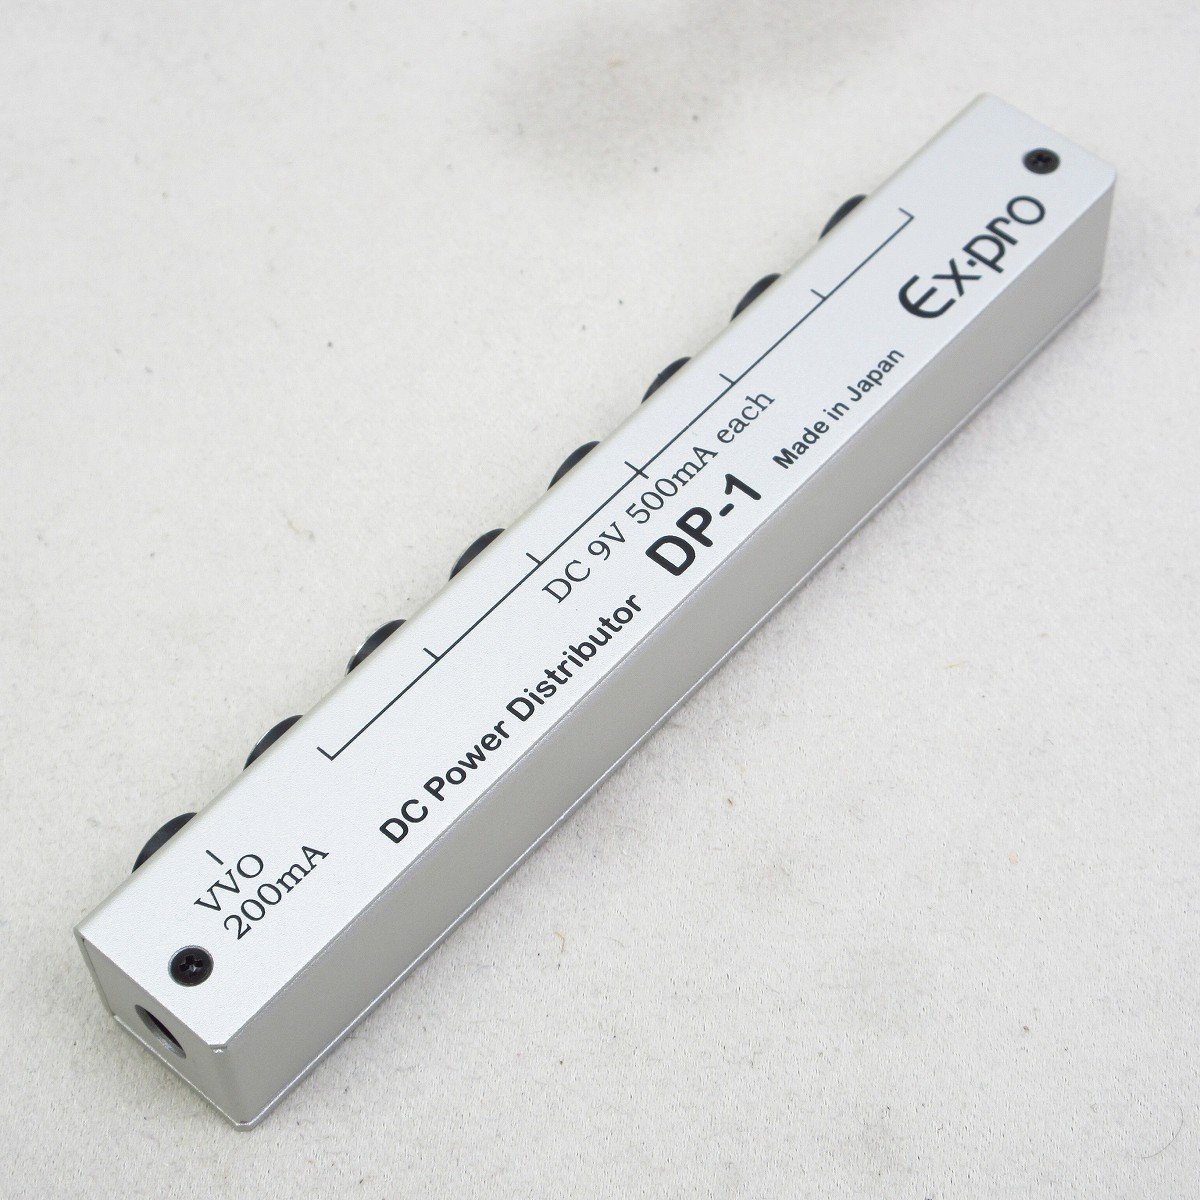 VVO
200mA
DC 9V 500mA each
DC Power Distributor DP-1 Made in Japan
Ex·pro